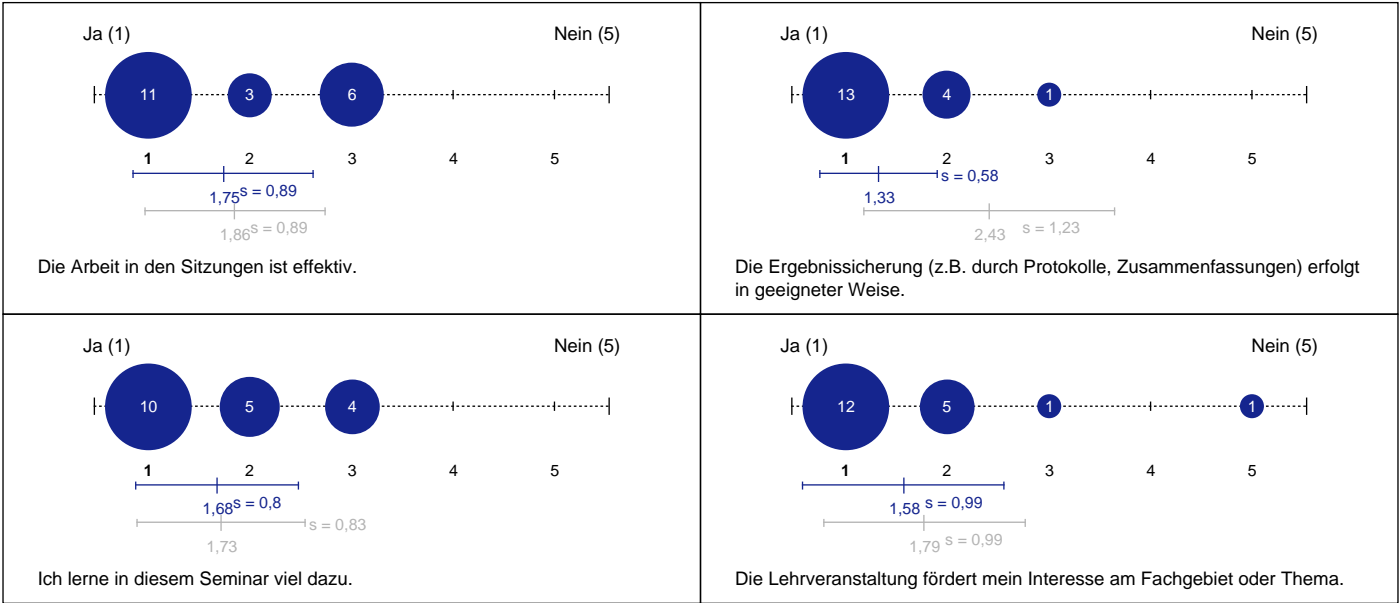 Ja (1) Nein (5)
11 3 6
1 2 3 4 5
1,75 s = 0,89
1,86 s = 0,89
Die Arbeit in den Sitzungen ist effektiv.
Ja (1) Nein (5)
13 4 1
1 2 3 4 5
s = 0,58
1,33
2,43 s = 1,23
Die Ergebnissicherung (z.B. durch Protokolle, Zusammenfassungen) erfolgt
in geeigneter Weise.
Ja (1) Nein (5)
10 5 4
1 2 3 4 5
1,68 s = 0,8
s = 0,83
1,73
Ich lerne in diesem Seminar viel dazu.
Ja (1) Nein (5)
12 5 1 1
1 2 3 4 5
1,58 s = 0,99
1,79 s = 0,99
Die Lehrveranstaltung fördert mein Interesse am Fachgebiet oder Thema.